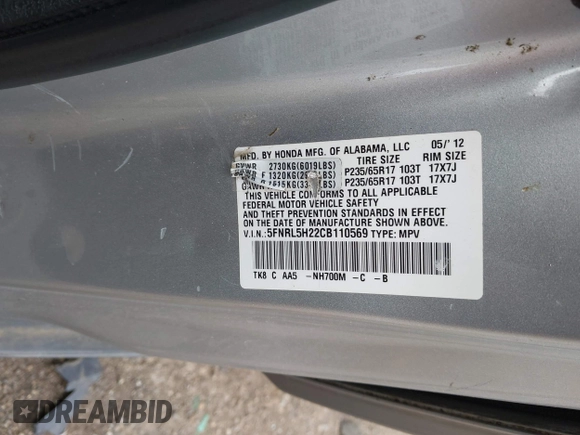 MFD. BY HONDA MFG. OF ALABAMA, LLC 05/'12
2730KG(6019LBS) TIRE SIZE RIM SIZE
F 1320KG P235/65R17 103T 17X7J
GAWR P235/65R17 103T 17X7J
THIS VEHICLE CONFORMS TO ALL APPLICABLE
FEDERAL MOTOR VEHICLE SAFETY
AND THEFT PREVENTION STANDARDS IN EFFECT
ON THE DATE OF MANUFACTURE SHOWN ABOVE.
V.I.N.: 5FNRL5H22CB110569 TYPE: MPV
TK8 C AA5 -NH700M -C -B
DREAMBID